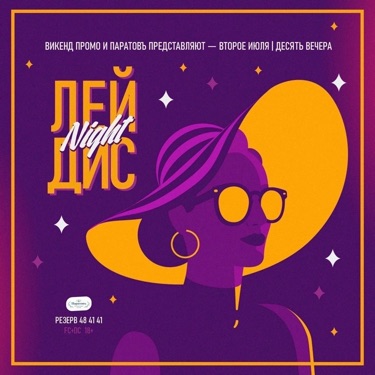 ВИКЕНД ПРОМО И ПАРАТОВЪ ПРЕДСТАВЛЯЮТ — ВТОРОЕ ИЮЛЯ | ДЕСЯТЬ ВЕЧЕРА
ЛЕЙ
Night
ДИС
РЕЗЕРВ 48 41 41
FC+DC 18+